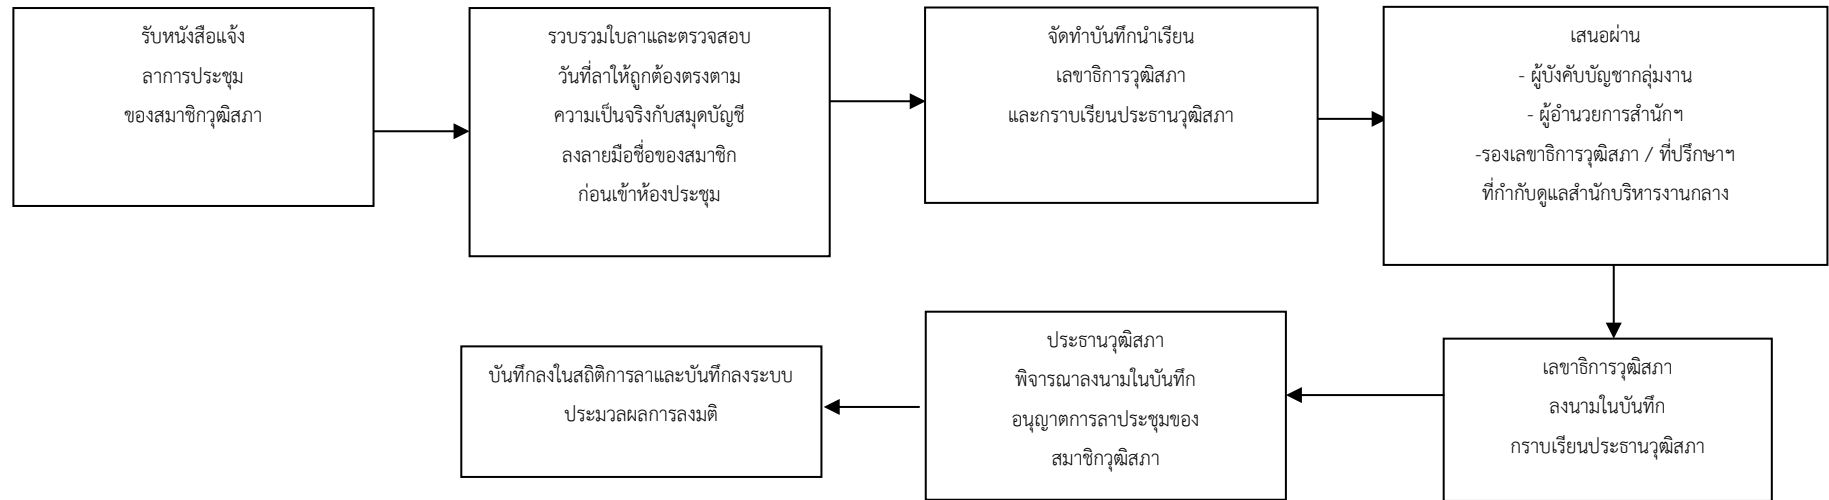 รับหนังสือแจ้ง
ลาการประชุม
ของสมาชิกวุฒิสภา
รวบรวมใบลาและตรวจสอบ
วันที่ลาให้ถูกต้องตรงตาม
ความเป็นจริงกับสมุดบัญชี
ลงลายมือชื่อของสมาชิก
ก่อนเข้าห้องประชุม
จัดทำบันทึกนำเรียน
เลขาธิการวุฒิสภา
และกราบเรียนประธานวุฒิสภา
เสนอผ่าน
- ผู้บังคับบัญชากลุ่มงาน
- ผู้อำนวยการสำนักฯ
-รองเลขาธิการวุฒิสภา / ที่ปรึกษาฯ
ที่กำกับดูแลสำนักบริหารงานกลาง
เลขาธิการวุฒิสภา
ลงนามในบันทึก
กราบเรียนประธานวุฒิสภา
ประธานวุฒิสภา
พิจารณาลงนามในบันทึก
อนุญาตการลาประชุมของ
สมาชิกวุฒิสภา
บันทึกลงในสถิติการลาและบันทึกลงระบบ
ประมวลผลการลงมติ